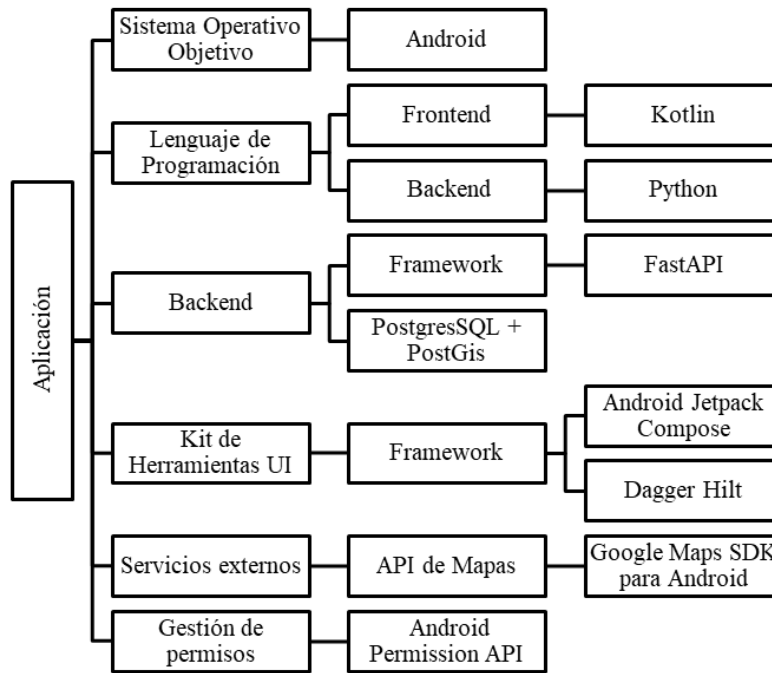 Aplicación
Sistema Operativo
Objetivo
Android
Lenguaje de
Programación
Frontend
Kotlin
Backend
Python
Backend
Framework
FastAPI
PostgresSQL +
PostGis
Kit de
Herramientas UI
Framework
Android Jetpack
Compose
Dagger Hilt
Servicios externos
API de Mapas
Google Maps SDK
para Android
Gestión de
permisos
Android
Permission API